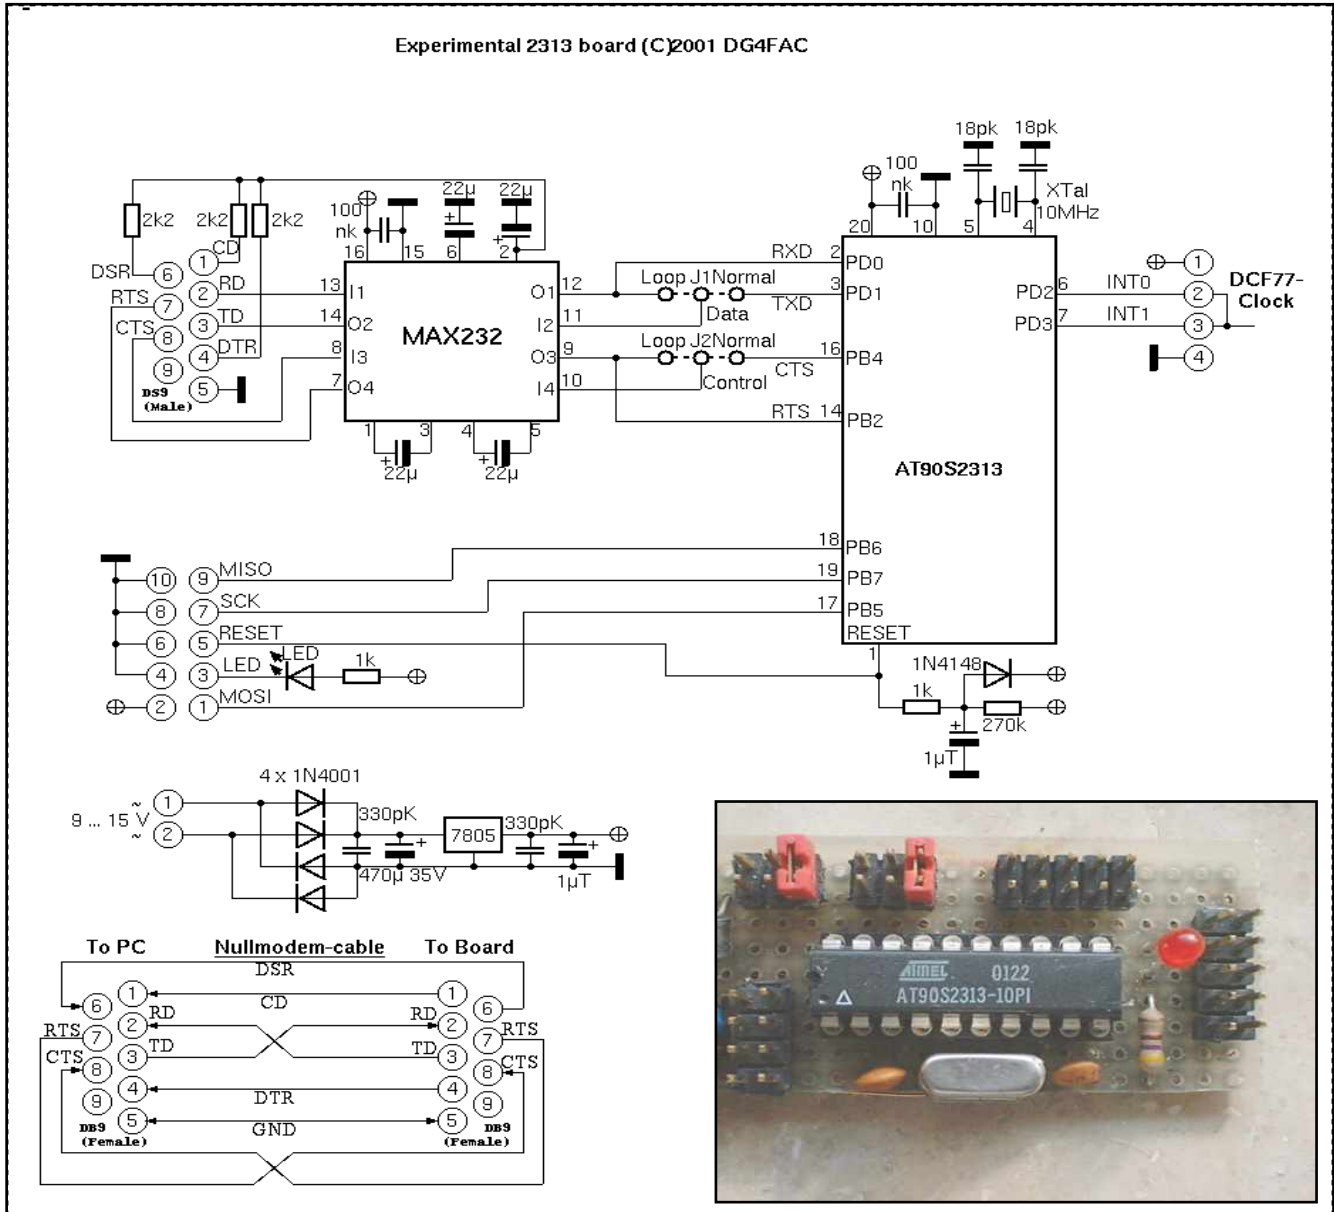 Experimental 2313 board (C)2001 DG4FAC
18pk 18pk
100 nk
XTal
10MHz
20 10 5 4
22µ 22µ
100 nk
2k2 2k2 2k2
16 15 6 2
CD
DSR 6 1
RTS RD
7 2
CTS TD
8 3
DTR
9 4
DS9
(Male)
5
13 I1
14 O2
8 I3
7 O4
MAX232
O1 12
I2 11
O3 9
I4 10
1 3 4 5
22µ 22µ
Loop J1 Normal
Data
Loop J2 Normal
Control
RXD 2 PD0
TXD 3 PD1
CTS 16 PB4
RTS 14 PB2
AT90S2313
PD2 6 INT0
PD3 7 INT1
1
2
3
4
DCF77-
Clock
18 PB6
19 PB7
17 PB5
RESET
1
10 9 MISO
8 7 SCK
6 5 RESET
4 3 LED
2 1 MOSI
LED 1k
1N4148
1k
270k
1µT
4 x 1N4001
~ 1
9 ... 15 V
~ 2
330pK
7805
330pK
470µ 35V
1µT
To PC Nullmodem-cable To Board
DSR
6 1 CD 1 6
RTS 7 2 RD RD 2 7 RTS
CTS 8 3 TD TD 3 8 CTS
9 4 DTR 4 9
5 GND 5
DB9
(Female)
DB9
(Female)
ATMEL 0122
AT90S2313-10PI